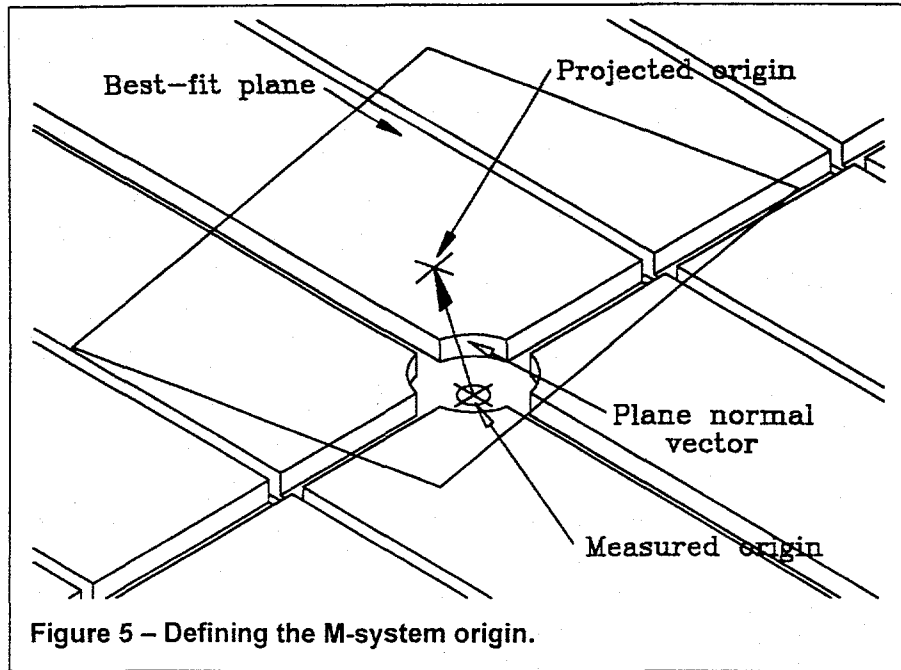 Projected origin
Best-fit plane
Plane normal
vector
Measured origin
Figure 5 – Defining the M-system origin.